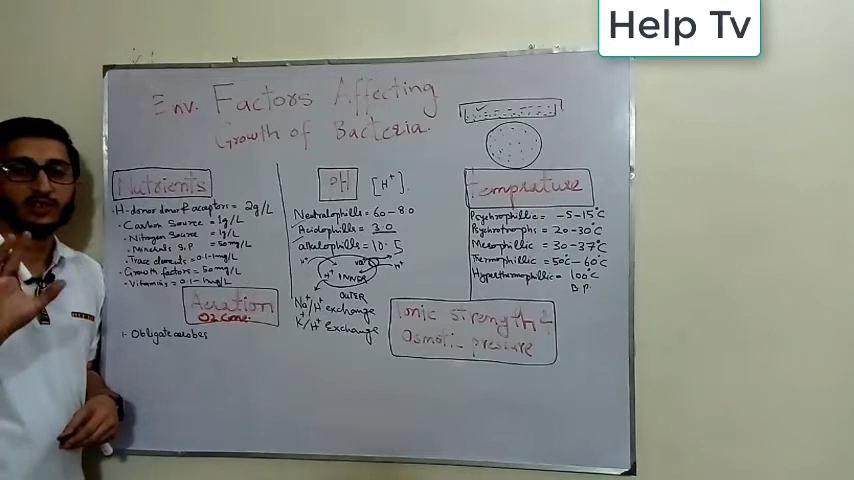 Help Tv
Env. Factors Affecting
Growth of Bacteria.
Nutrients
H-donor donor & acceptors = 2g/L
Carbon Source = 1g/L
Nitrogen Source = 1g/L
Minerals S,P = 50mg/L
Trace elements = 0.1-1mg/L
Growth factors = 50mg/L
Vitamins = 0.1-1mg/L
Aeration
O2 Conc.
Obligate aerobes
PH [H+].
Neutralophills = 6.0 - 8.0
Acidophills = 3.0
alkalophills = 10.5
H+
H+
H+ INNER
OUTER
Na+/H+ exchange
K+/H+ Exchange
Temprature
Psychrophillic = -5-15°C
Psychrotrophs = 20-30°C
Mesophillic = 30-37°C
Thermophillic = 50°C-60°C
Hyperthermophillic = 100°C
B.P.
Ionic strength &
Osmotic pressure